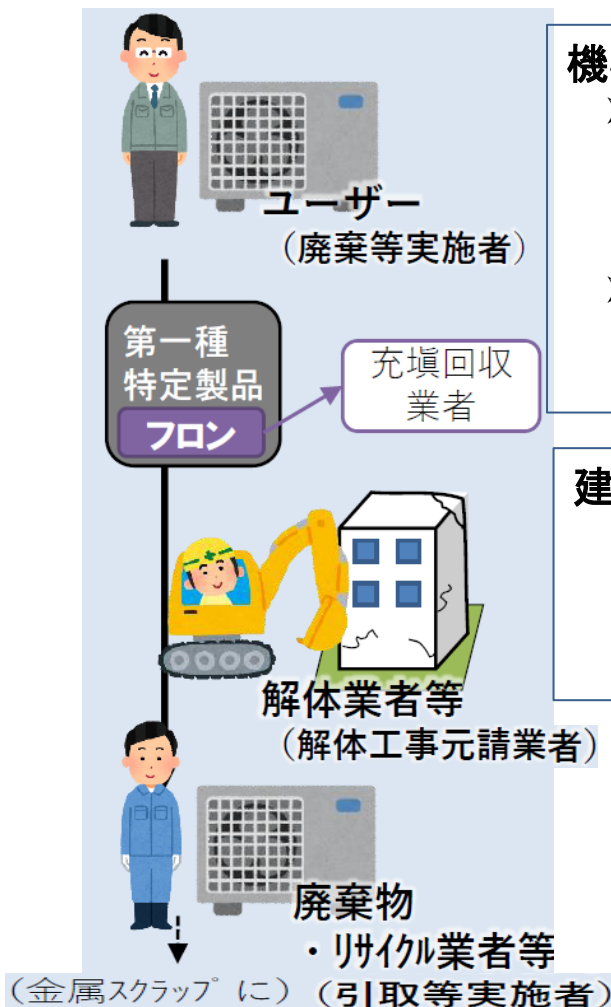 機
ユーザー
（廃棄等実施者）
第一種
特定製品
フロン
充塡回収
業者
建
解体業者等
（解体工事元請業者）
廃棄物
・リサイクル業者等
（金属スクラップ に）
（引取等実施者）